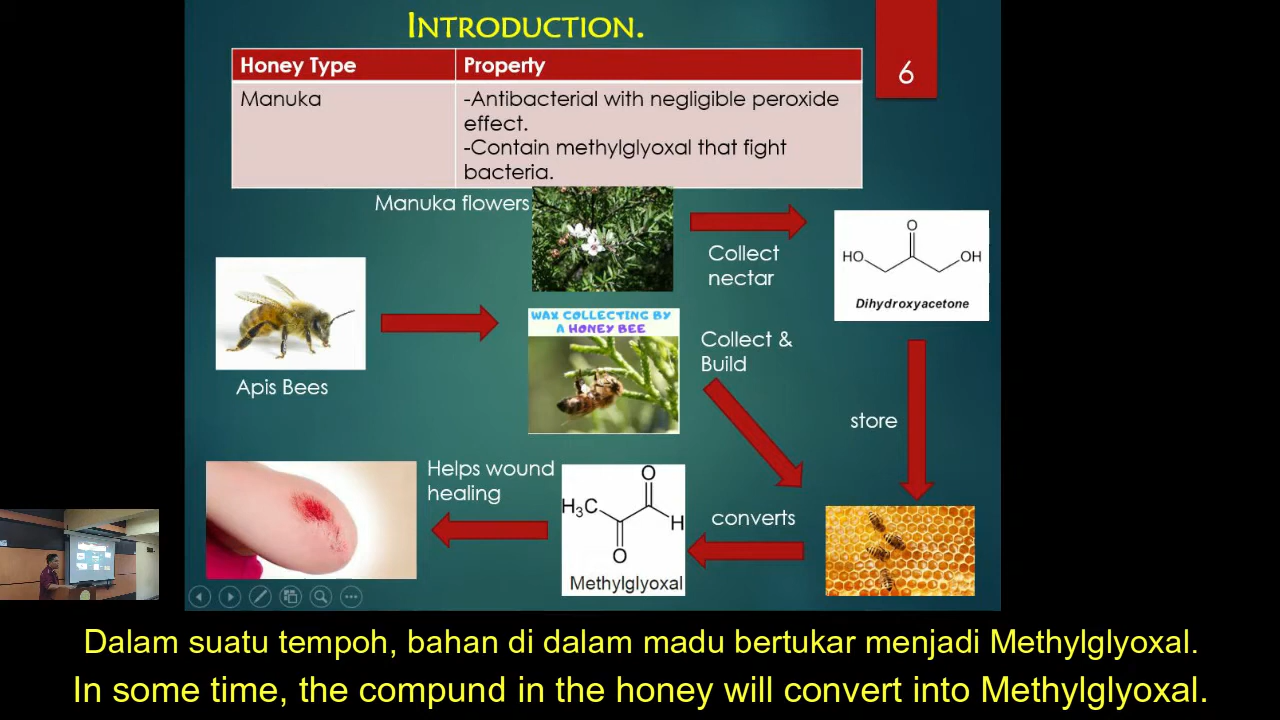 INTRODUCTION.
6
Honey Type
Property
Manuka
-Antibacterial with negligible peroxide
effect.
-Contain methylglyoxal that fight
bacteria.
Manuka flowers
Collect
nectar
HO
O
OH
Dihydroxyacetone
WAX COLLECTING BY
A HONEY BEE
Apis Bees
Collect &
Build
store
Helps wound
healing
H3C
O
H
O
Methylglyoxal
converts
Dalam suatu tempoh, bahan di dalam madu bertukar menjadi Methylglyoxal.
In some time, the compund in the honey will convert into Methylglyoxal.